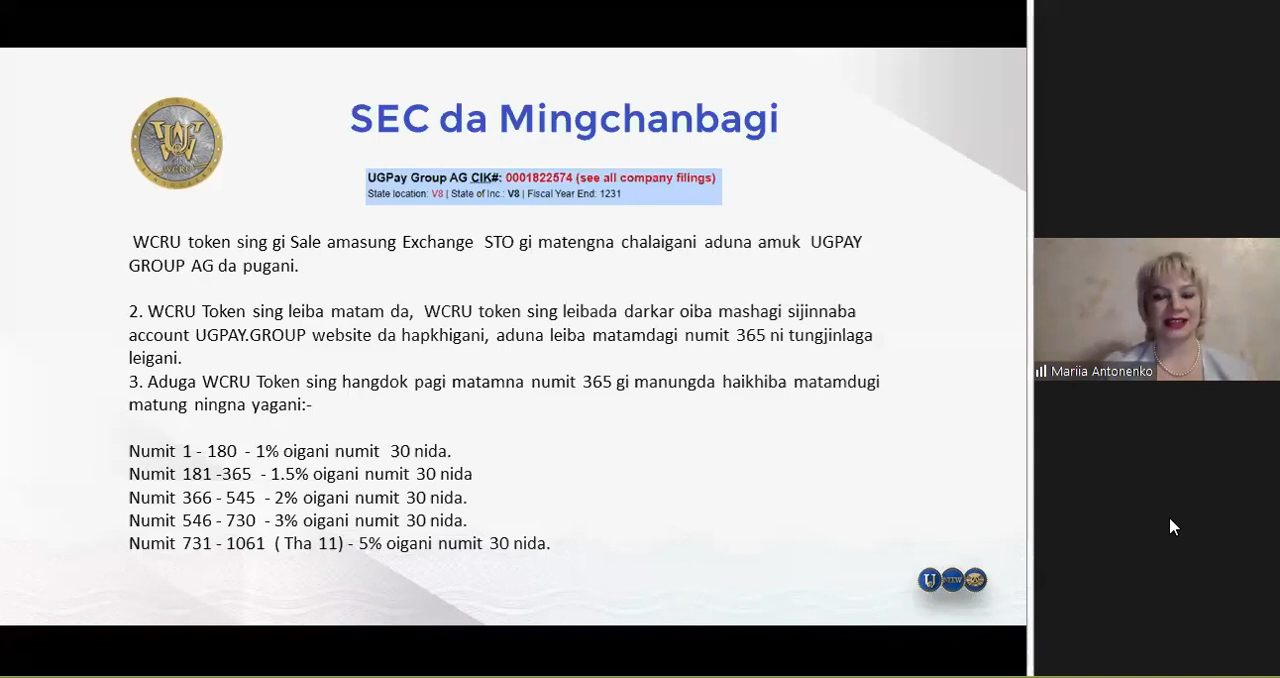 SEC da Mingchanbagi
UGPay Group AG CIK#: 0001822574 (see all company filings)
State location: V8 | State of Inc.: V8 | Fiscal Year End: 1231
WCRU token sing gi Sale amasung Exchange STO gi matengna chalaigani aduna amuk UGPAY
GROUP AG da pugani.
2. WCRU Token sing leiba matam da, WCRU token sing leibada darkar oiba mashagi sijinnaba
account UGPAY.GROUP website da hapkhigani, aduna leiba matamdagi numit 365 ni tungjinlaga
leigani.
3. Aduga WCRU Token sing hangdok pagi matamna numit 365 gi manungda haikhiba matamdugi
matung ningna yagani:-
Numit 1 - 180 - 1% oigani numit 30 nida.
Numit 181 -365 - 1.5% oigani numit 30 nida
Numit 366 - 545 - 2% oigani numit 30 nida.
Numit 546 - 730 - 3% oigani numit 30 nida.
Numit 731 - 1061 ( Tha 11) - 5% oigani numit 30 nida.
Mariia Antonenko